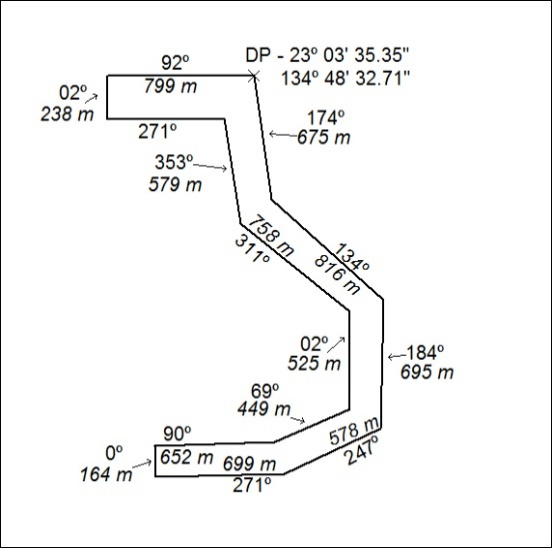 DP - 23º 03' 35.35"
134º 48' 32.71"
92º
799 m
02º
238 m
271º
174º
675 m
353º
579 m
758 m
311º
134º
816 m
02º
525 m
184º
695 m
69º
449 m
578 m
247º
90º
652 m
0º
164 m
699 m
271º